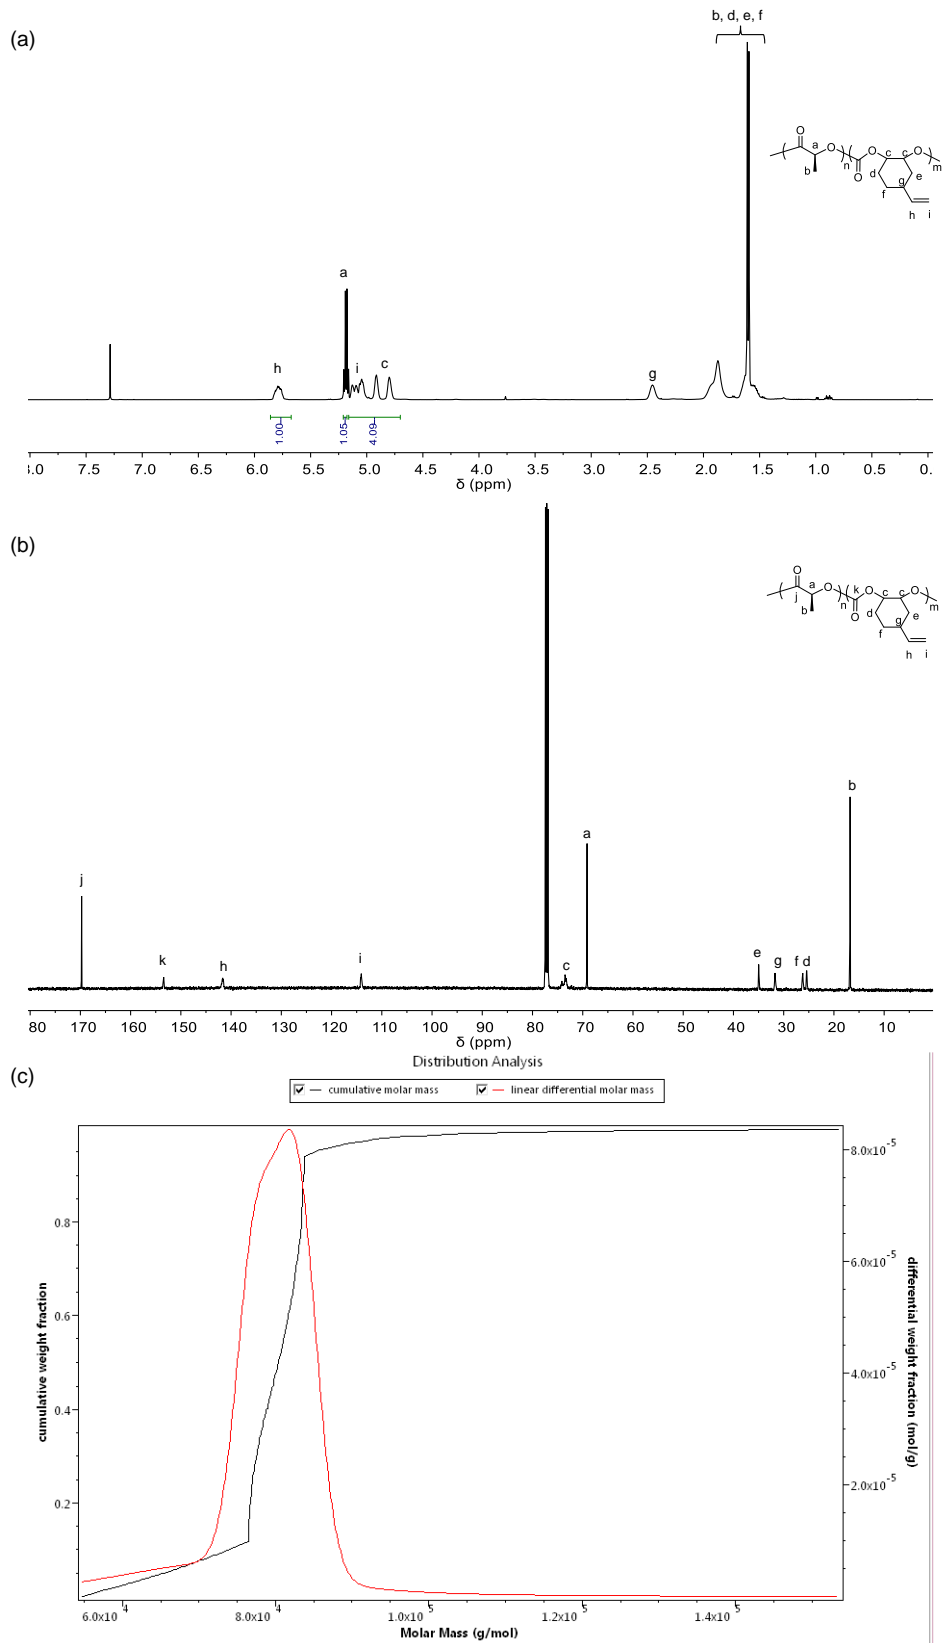 (a)
b, d, e, f
O
a
O
n
O
b
O
c
c
O
m
d
e
g
f
h
i
h
a
i
c
g
1.00
1.05
4.09
8.0 7.5 7.0 6.5 6.0 5.5 5.0 4.5 4.0 3.5 3.0 2.5 2.0 1.5 1.0 0.5 0.
δ (ppm)
(b)
O
j
a
O
n
b
k
O
O
c
c
O
m
d
e
g
f
h
i
j
k
h
i
c
a
e
g
f d
b
80 170 160 150 140 130 120 110 100 90 80 70 60 50 40 30 20 10
δ (ppm)
(c)
Distribution Analysis
cumulative molar mass
linear differential molar mass
0.8
0.6
0.4
0.2
cumulative weight fraction
8.0x10-5
6.0x10-5
4.0x10-5
2.0x10-5
differential weight fraction (mol/g)
6.0x10 4 8.0x10 4 1.0x10 5 1.2x10 5 1.4x10 5
Molar Mass (g/mol)